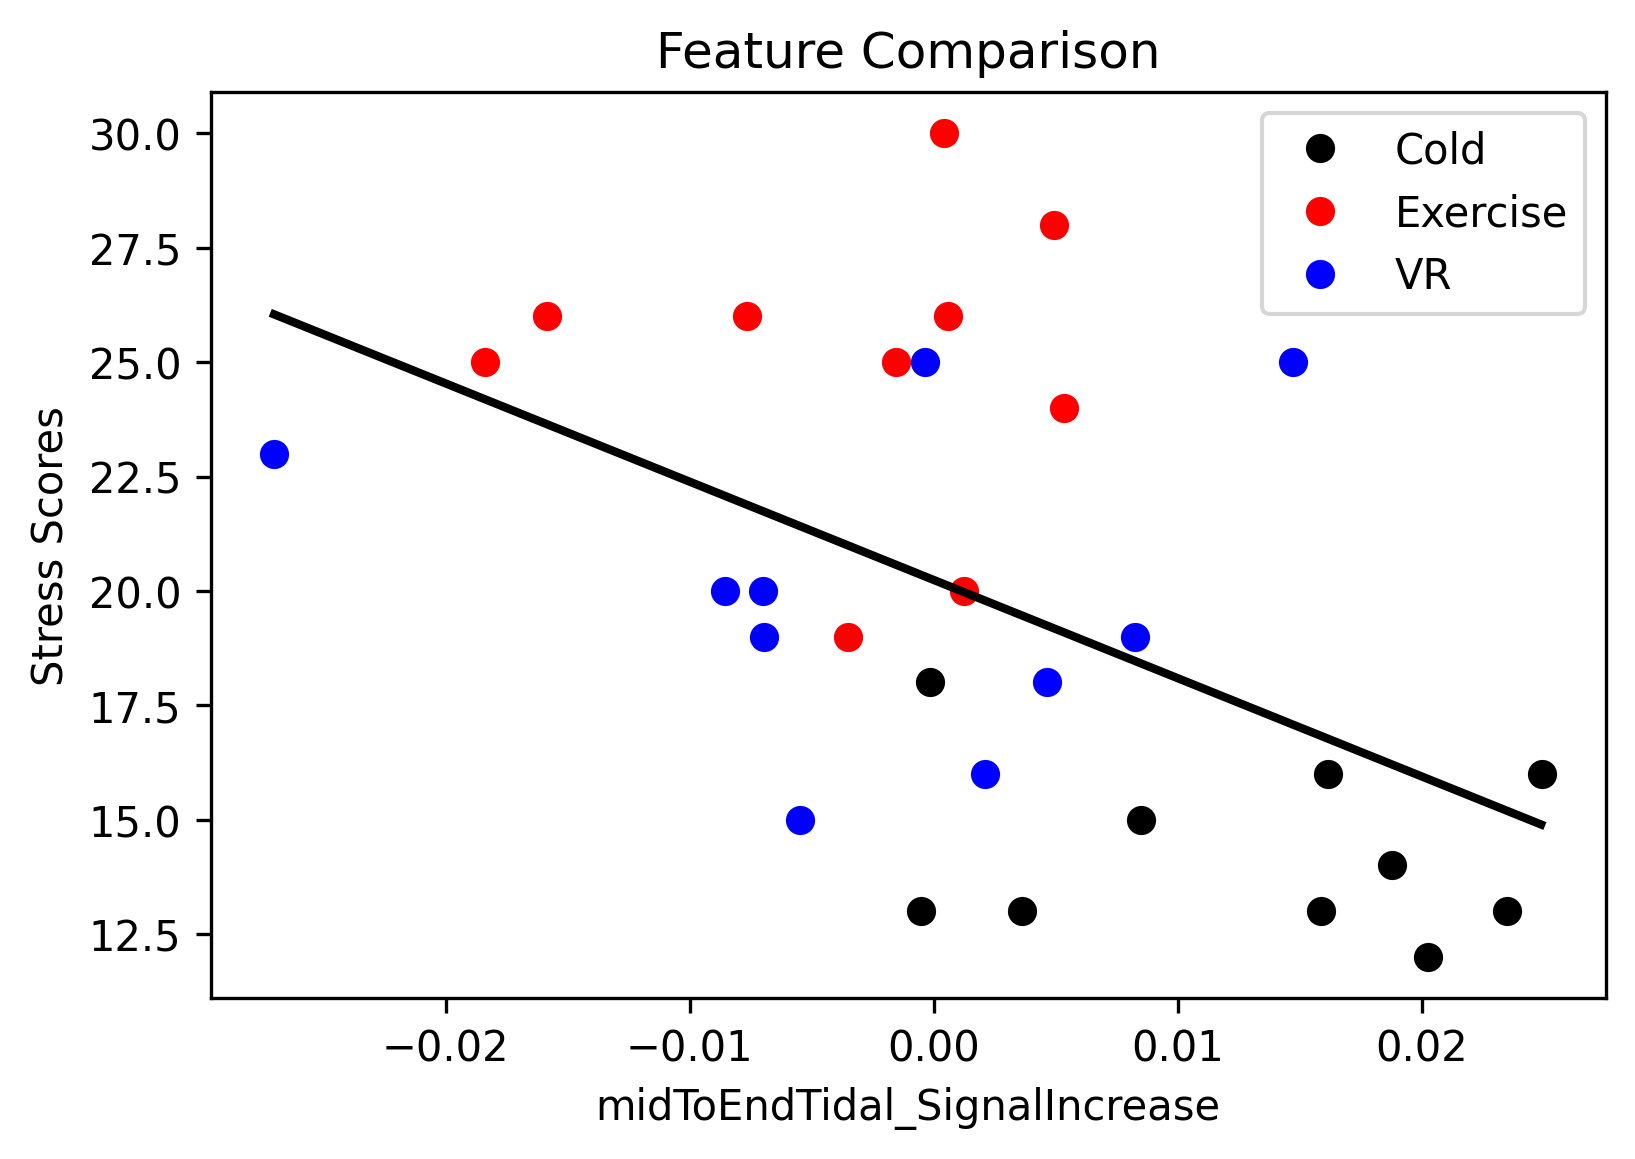 Feature Comparison
30.0
27.5
25.0
22.5
20.0
17.5
15.0
12.5
Stress Scores
Cold
Exercise
VR
−0.02
−0.01
0.00
0.01
0.02
midToEndTidal_SignalIncrease